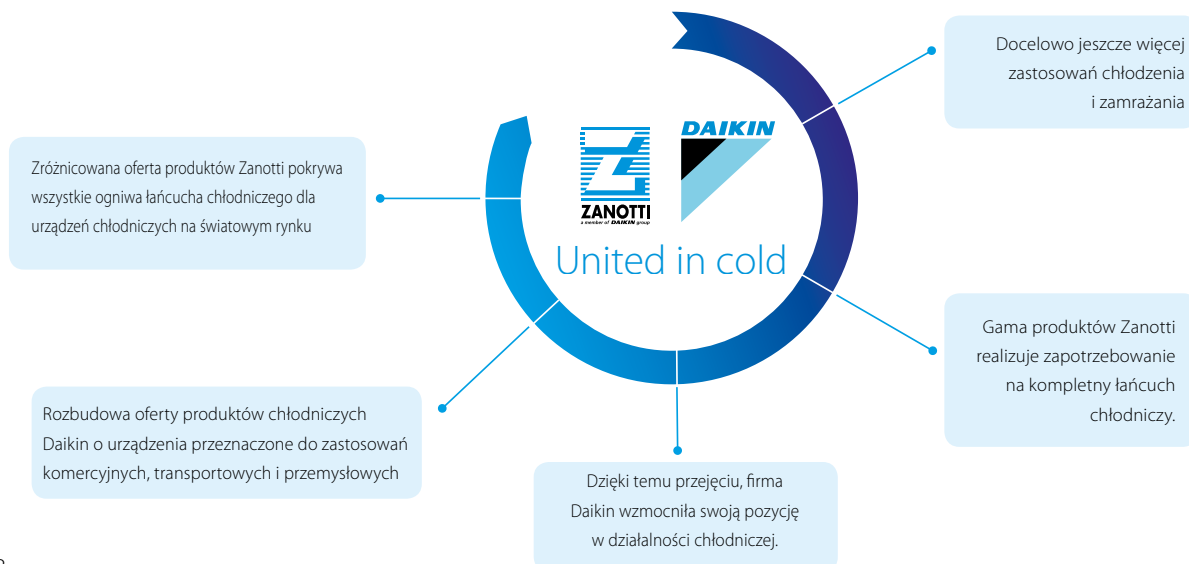 Docelowo jeszcze więcej
zastosowań chłodzenia
i zamrażania
DAIKIN
ZANOTTI
a member of DAIKIN group
United in cold
Zróżnicowana oferta produktów Zanotti pokrywa
wszystkie ogniwa łańcucha chłodniczego dla
urządzeń chłodniczych na światowym rynku
Gama produktów Zanotti
realizuje zapotrzebowanie
na kompletny łańcuch
chłodniczy.
Rozbudowa oferty produktów chłodniczych
Daikin o urządzenia przeznaczone do zastosowań
komercyjnych, transportowych i przemysłowych
Dzięki temu przejęciu, firma
Daikin wzmocniła swoją pozycję
w działalności chłodniczej.